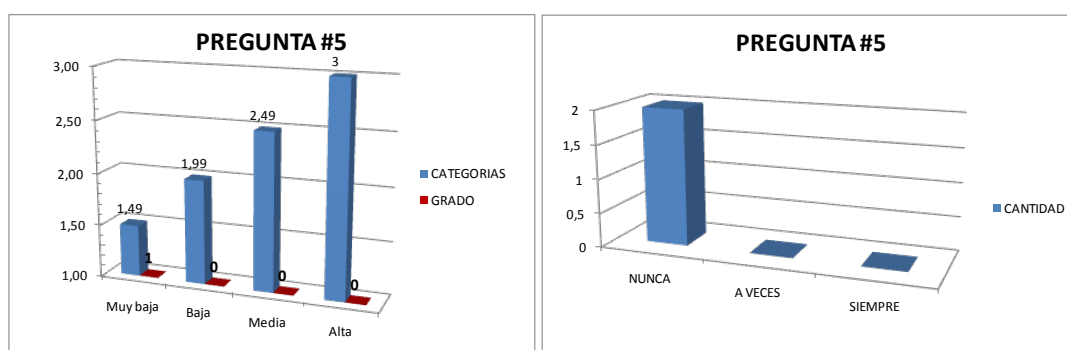 PREGUNTA #5
3,00
2,50
2,00
1,50
1,00
1,49
1,99
2,49
3
1
0
0
0
Muy baja
Baja
Media
Alta
CATEGORIAS
GRADO
PREGUNTA #5
2
1,5
1
0,5
0
NUNCA
A VECES
SIEMPRE
CANTIDAD